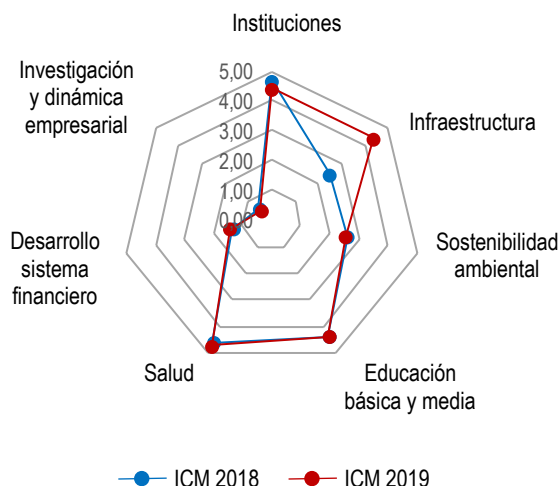 Instituciones
Investigación
y dinámica
empresarial
5,00
4,00
3,00
2,00
1,00
0,00
Infraestructura
Desarrollo
sistema
financiero
Sostenibilidad
ambiental
Salud
Educación
básica y media
ICM 2018
ICM 2019